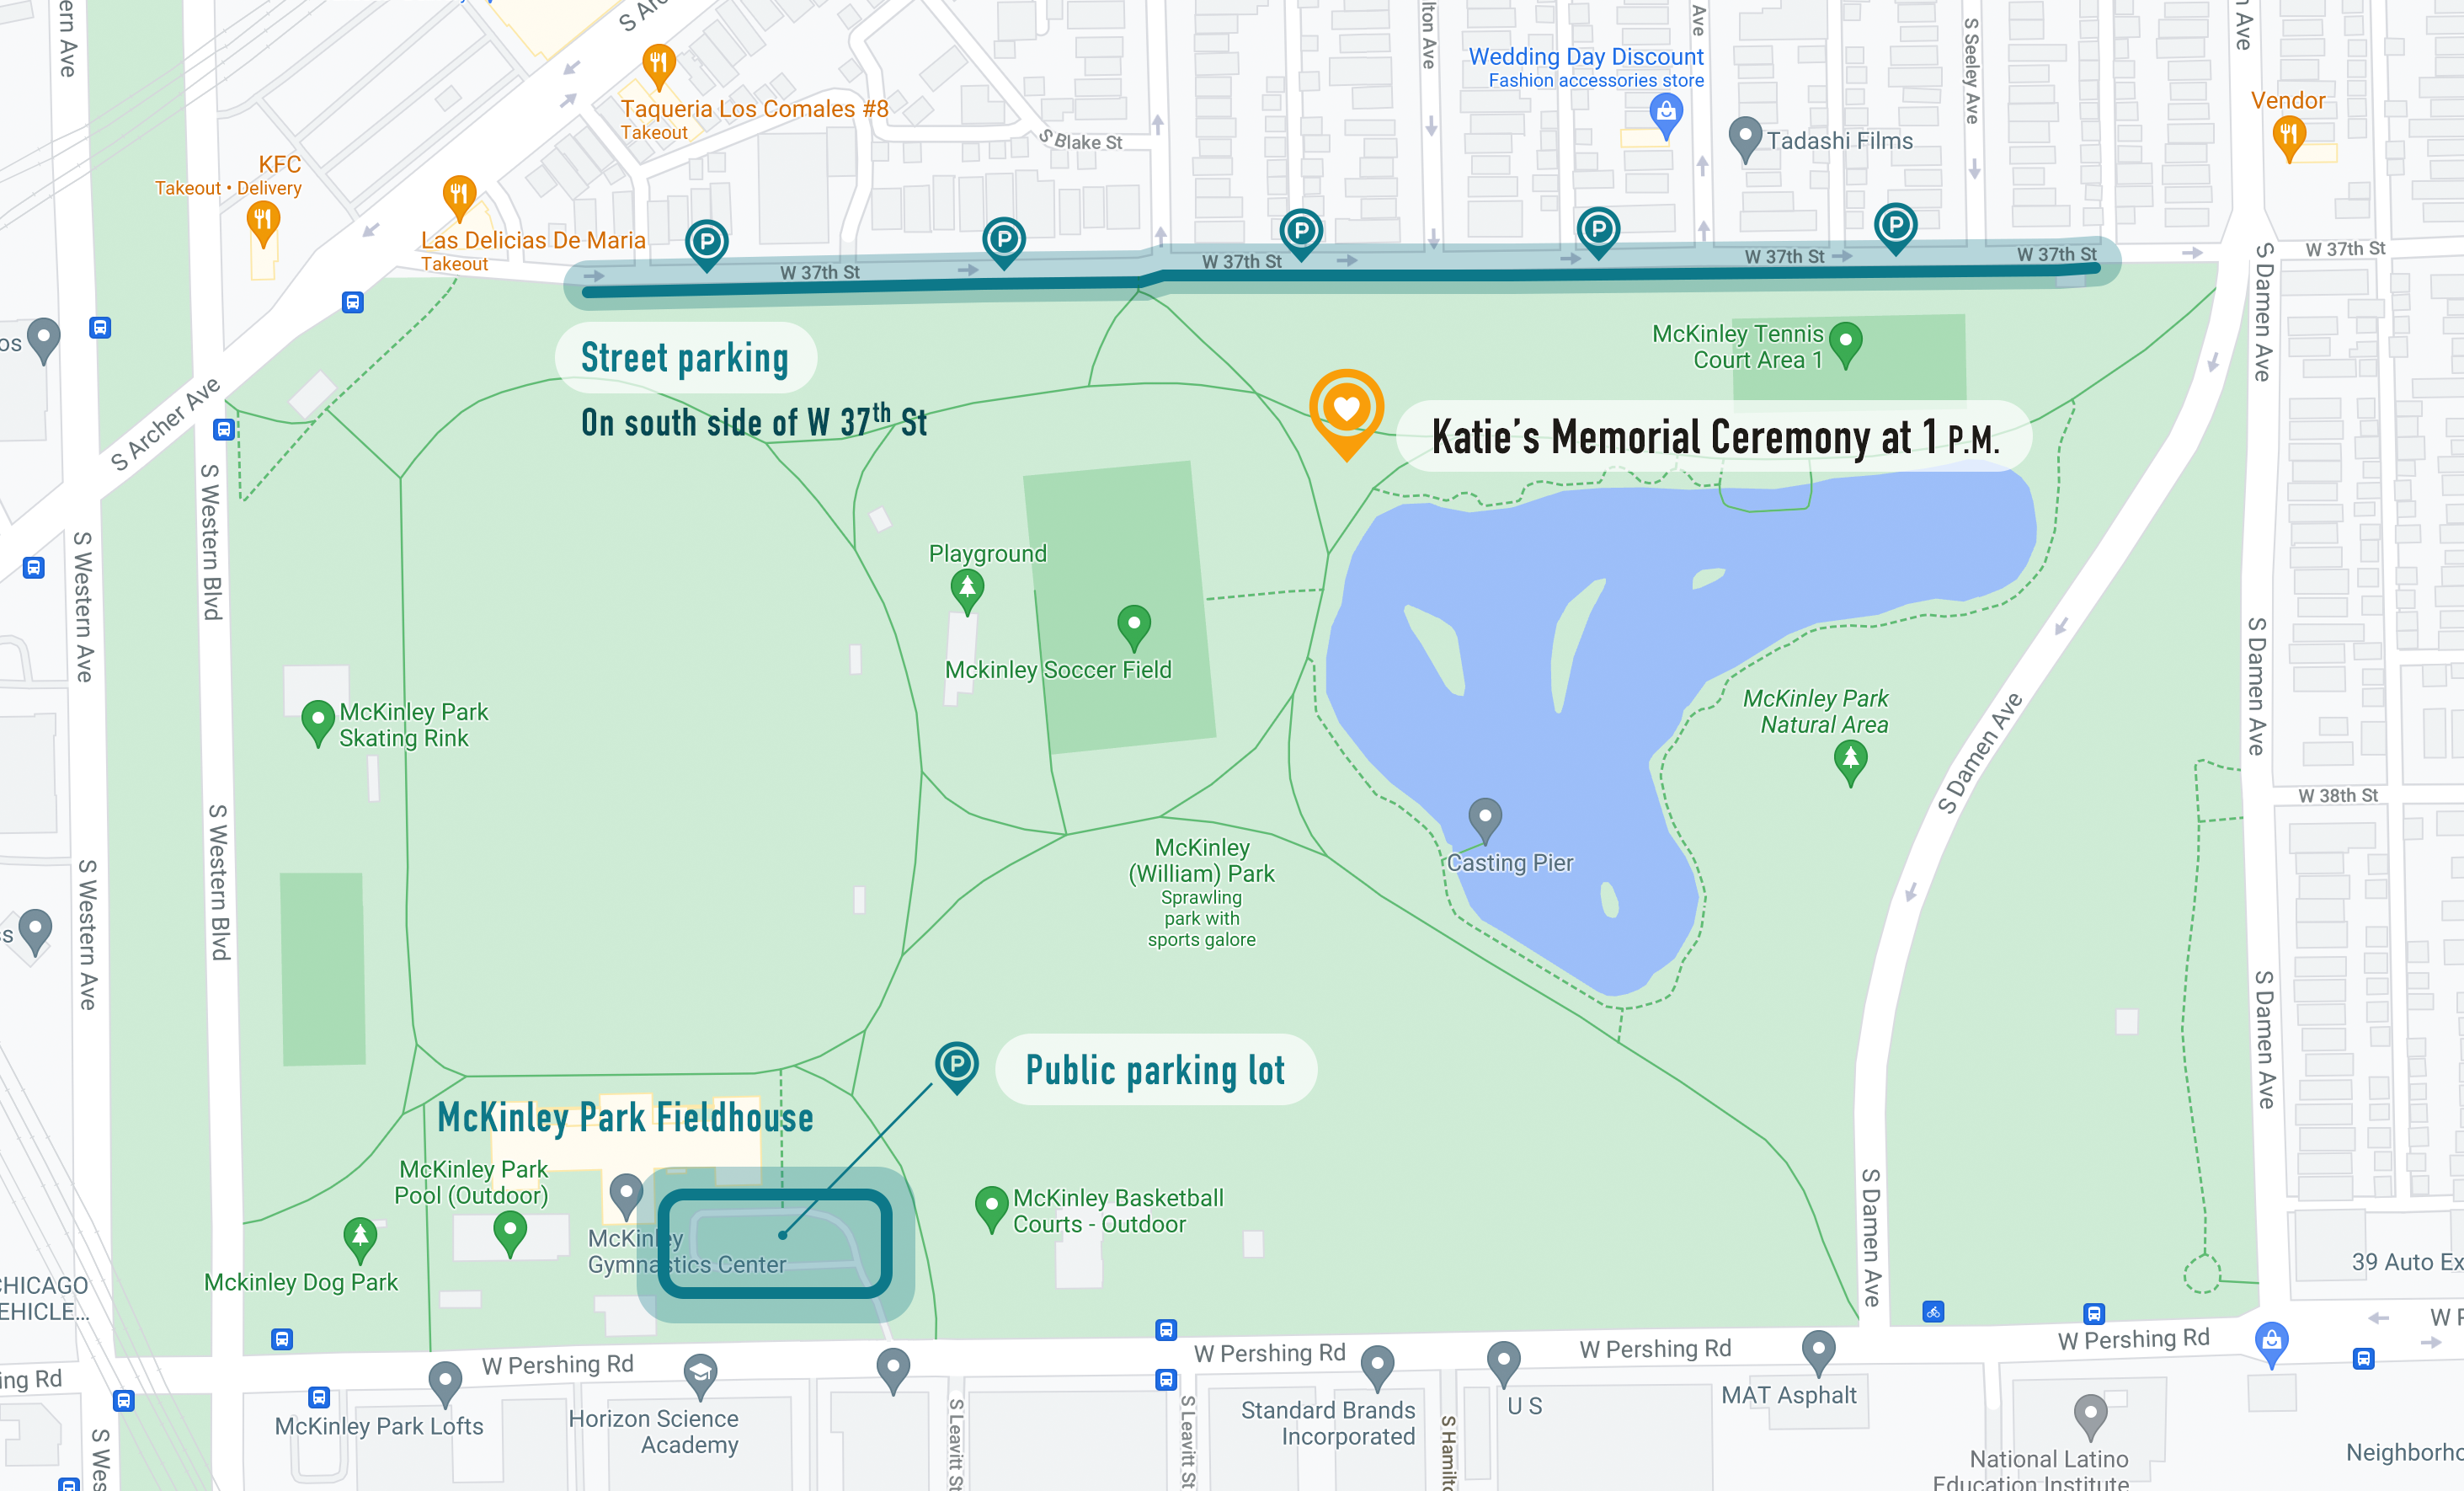 S Archer Ave
S Seeley Ave
Wedding Day Discount
Fashion accessories store
Tadashi Films
Vendor
Taqueria Los Comales #8
Takeout
S Blake St
KFC
Takeout • Delivery
Las Delicias De Maria
Takeout
W 37th St
W 37th St
W 37th St
W 37th St
W 37th St
P
P
P
P
P
S Damen Ave
Street parking
On south side of W 37th St
McKinley Tennis
Court Area 1
Katie's Memorial Ceremony at 1 P.M.
S Archer Ave
S Western Blvd
S Western Ave
Playground
Mckinley Soccer Field
McKinley Park
Skating Rink
McKinley Park
Natural Area
S Damen Ave
S Damen Ave
W 38th St
S Western Blvd
S Western Ave
Casting Pier
McKinley
(William) Park
Sprawling
park with
sports galore
S Damen Ave
P
Public parking lot
McKinley Park Fieldhouse
McKinley Park
Pool (Outdoor)
McKinley
Gymnastics Center
McKinley Basketball
Courts - Outdoor
Mckinley Dog Park
S Damen Ave
39 Auto Ex
CHICAGO
EHICLE...
W Pershing Rd
W Pershing Rd
W Pershing Rd
W Pershing Rd
ing Rd
McKinley Park Lofts
Horizon Science
Academy
S Leavitt St
S Leavitt St
Standard Brands
Incorporated
S Hamilto
U S
MAT Asphalt
National Latino
Education Institute
Neighborho